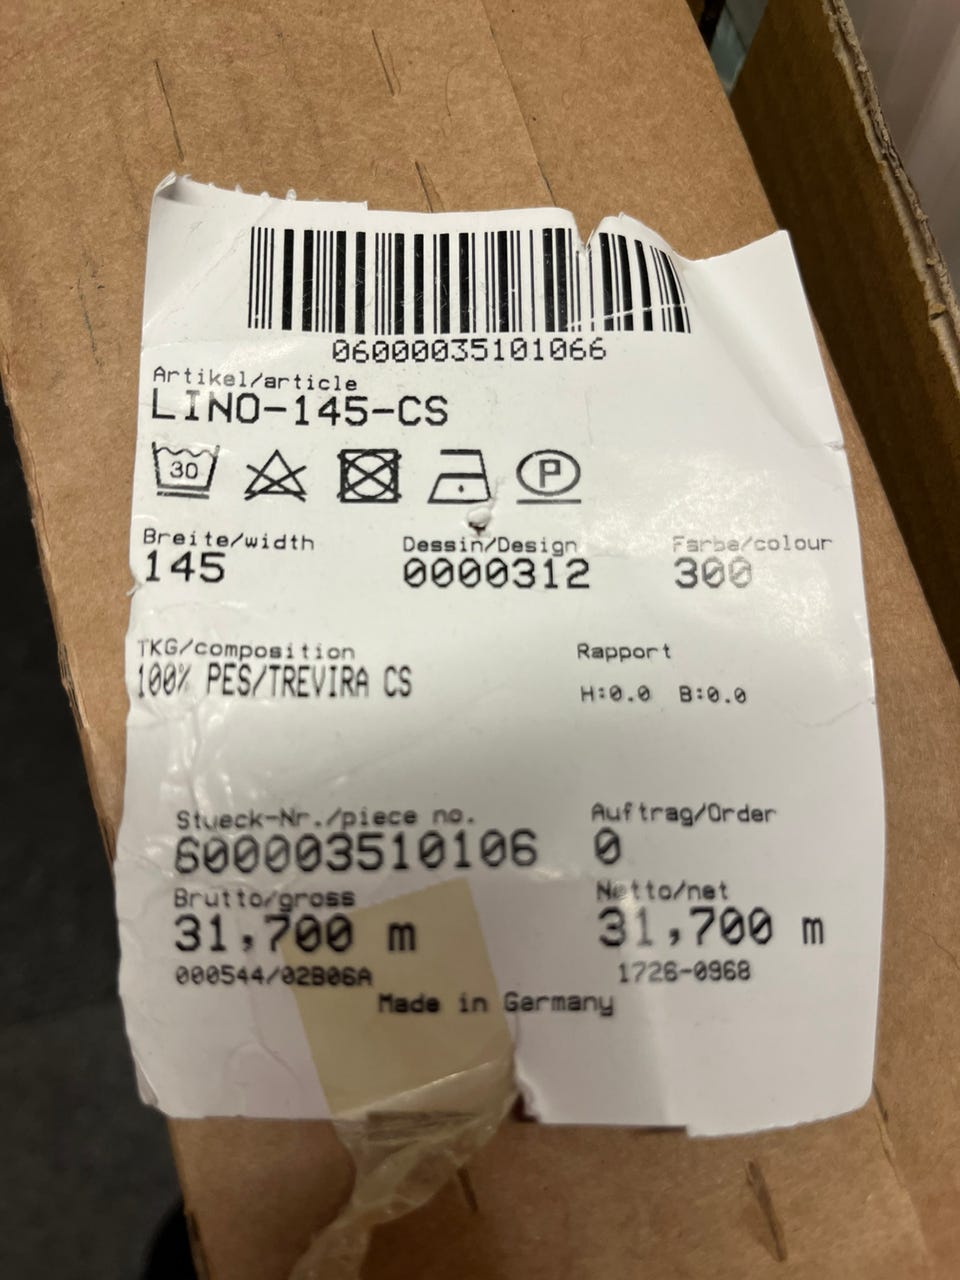 06000035101066
Artikel/article
LINO-145-CS
30 P
Breite/width Dessin/Design Farbe/colour
145 0000312 300
TKG/composition Rapport
100% PES/TREVIRA CS H:0.0 B:0.0
Stueck-Nr./piece no. Auftrag/Order
600003510106 0
Brutto/gross Netto/net
31,700 m 31,700 m
000544/02B06A 1726-0968
Made in Germany